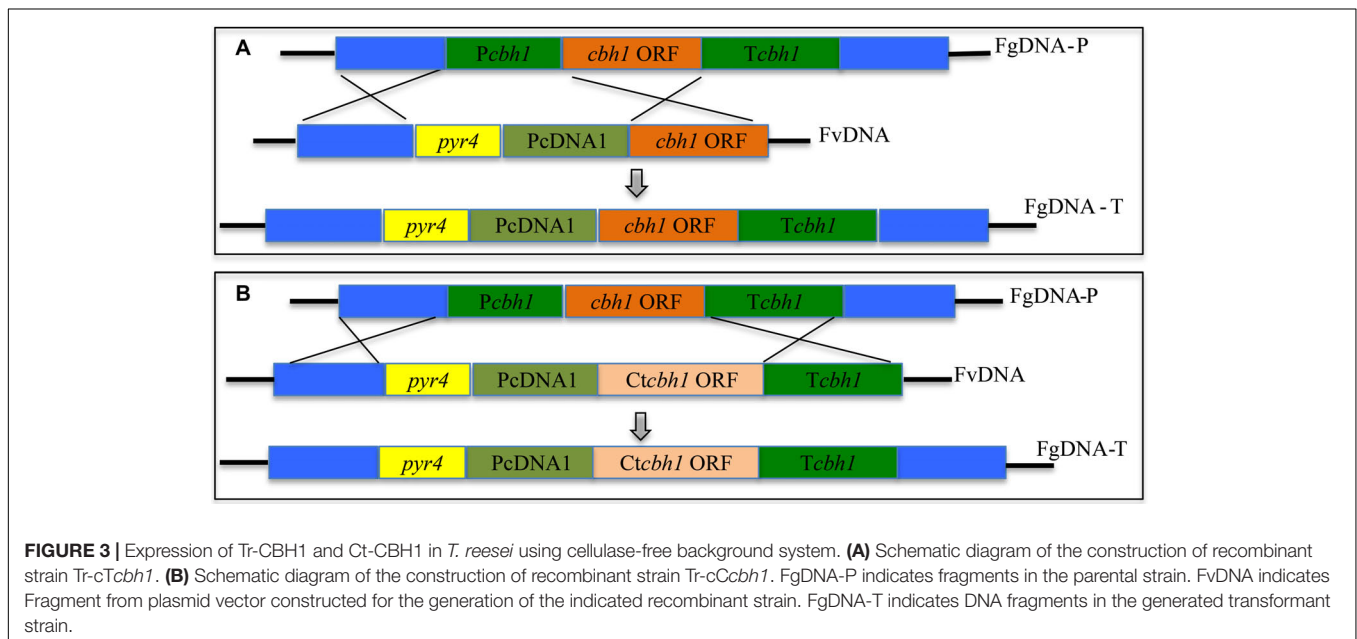 A
Pcbh1 cbh1 ORF Tcbh1 FgDNA-P
pyr4 PcDNA1 cbh1 ORF FvDNA
pyr4 PcDNA1 cbh1 ORF Tcbh1 FgDNA - T
B
Pcbh1 cbh1 ORF Tcbh1 FgDNA-P
pyr4 PcDNA1 Ctcbh1 ORF Tcbh1 FvDNA
pyr4 PcDNA1 Ctcbh1 ORF Tcbh1 FgDNA-T
FIGURE 3 | Expression of Tr-CBH1 and Ct-CBH1 in T. reesei using cellulase-free background system. (A) Schematic diagram of the construction of recombinant
strain Tr-cTcbh1. (B) Schematic diagram of the construction of recombinant strain Tr-cCcbh1. FgDNA-P indicates fragments in the parental strain. FvDNA indicates
Fragment from plasmid vector constructed for the generation of the indicated recombinant strain. FgDNA-T indicates DNA fragments in the generated transformant
strain.